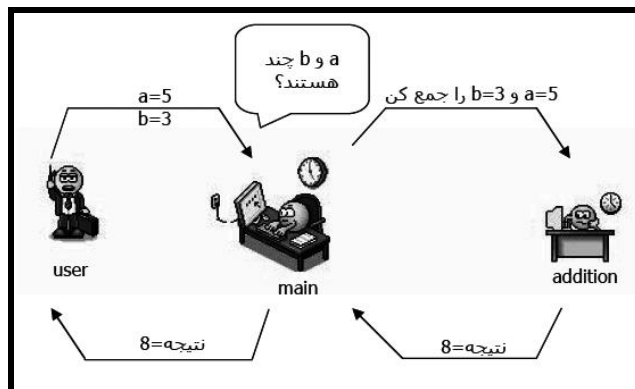 a و b چند
هستند؟
a=5
b=3
a=5 و b=3 را جمع کن
user
main
addition
نتیجه=8
نتیجه=8